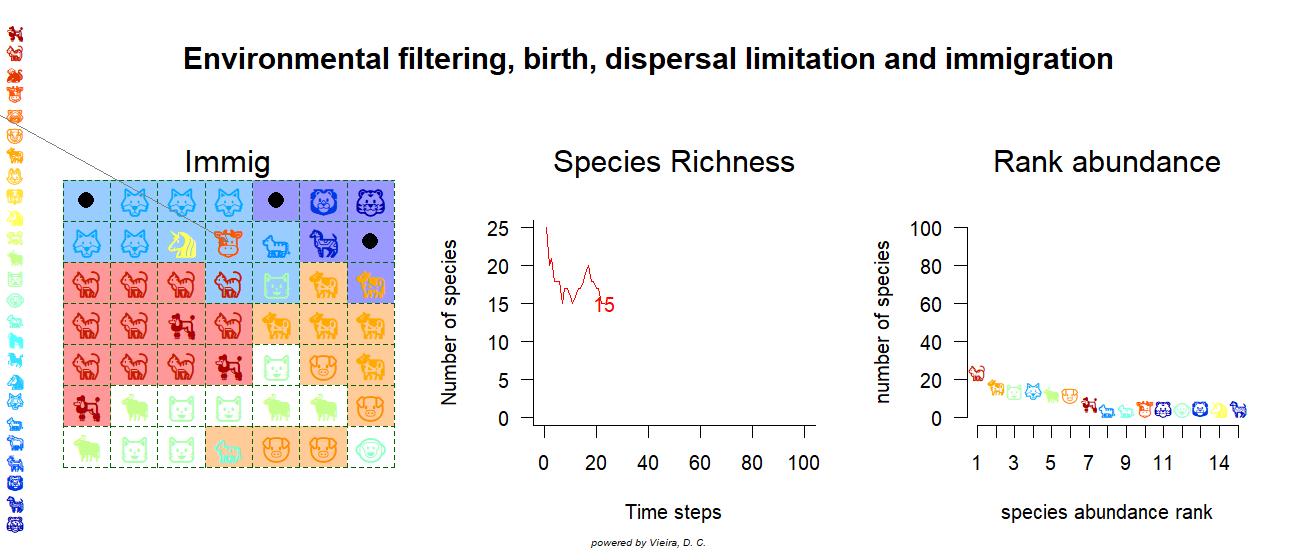 Environmental filtering, birth, dispersal limitation and immigration
Immig
Species Richness
Number of species
25
20
15
10
5
0
15
0 20 40 60 80 100
Time steps
Rank abundance
number of species
100
80
60
40
20
0
1 3 5 7 9 11 14
species abundance rank
powered by Vieira, D. C.